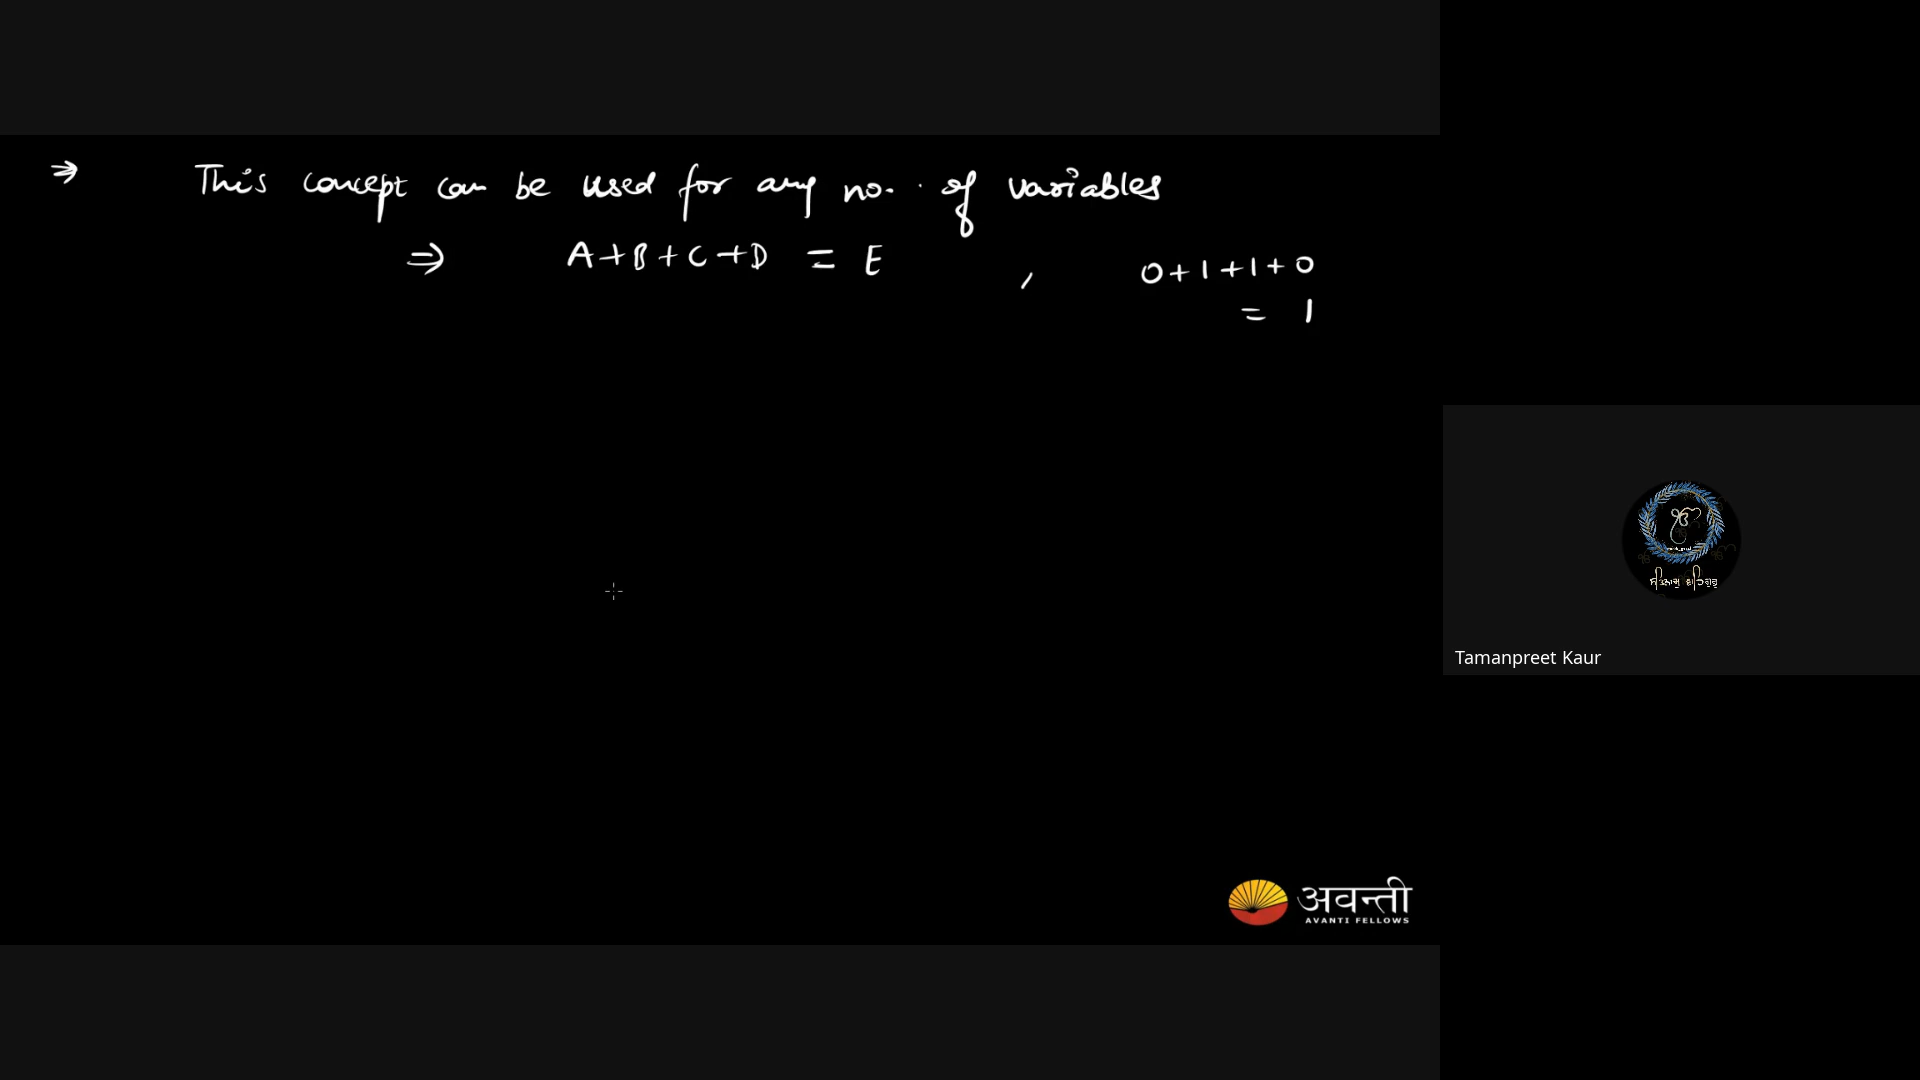 ⇒ This concept can be used for any no. of variables
⇒ A+B+C+D = E , 0+1+1+0
= 1
Tamanpreet Kaur
अवन्ती
AVANTI FELLOWS